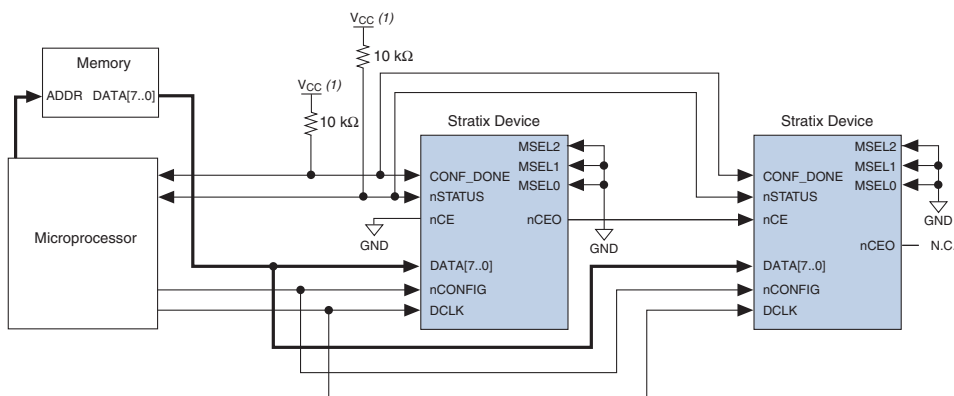 VCC (1)
10 kΩ
VCC (1)
10 kΩ
Memory
ADDR DATA[7..0]
Microprocessor
Stratix Device
MSEL2
MSEL1
MSEL0
CONF_DONE
nSTATUS
nCE
nCEO
GND
GND
DATA[7..0]
nCONFIG
DCLK
Stratix Device
MSEL2
MSEL1
MSEL0
CONF_DONE
nSTATUS
nCE
GND
nCEO
N.C.
DATA[7..0]
nCONFIG
DCLK